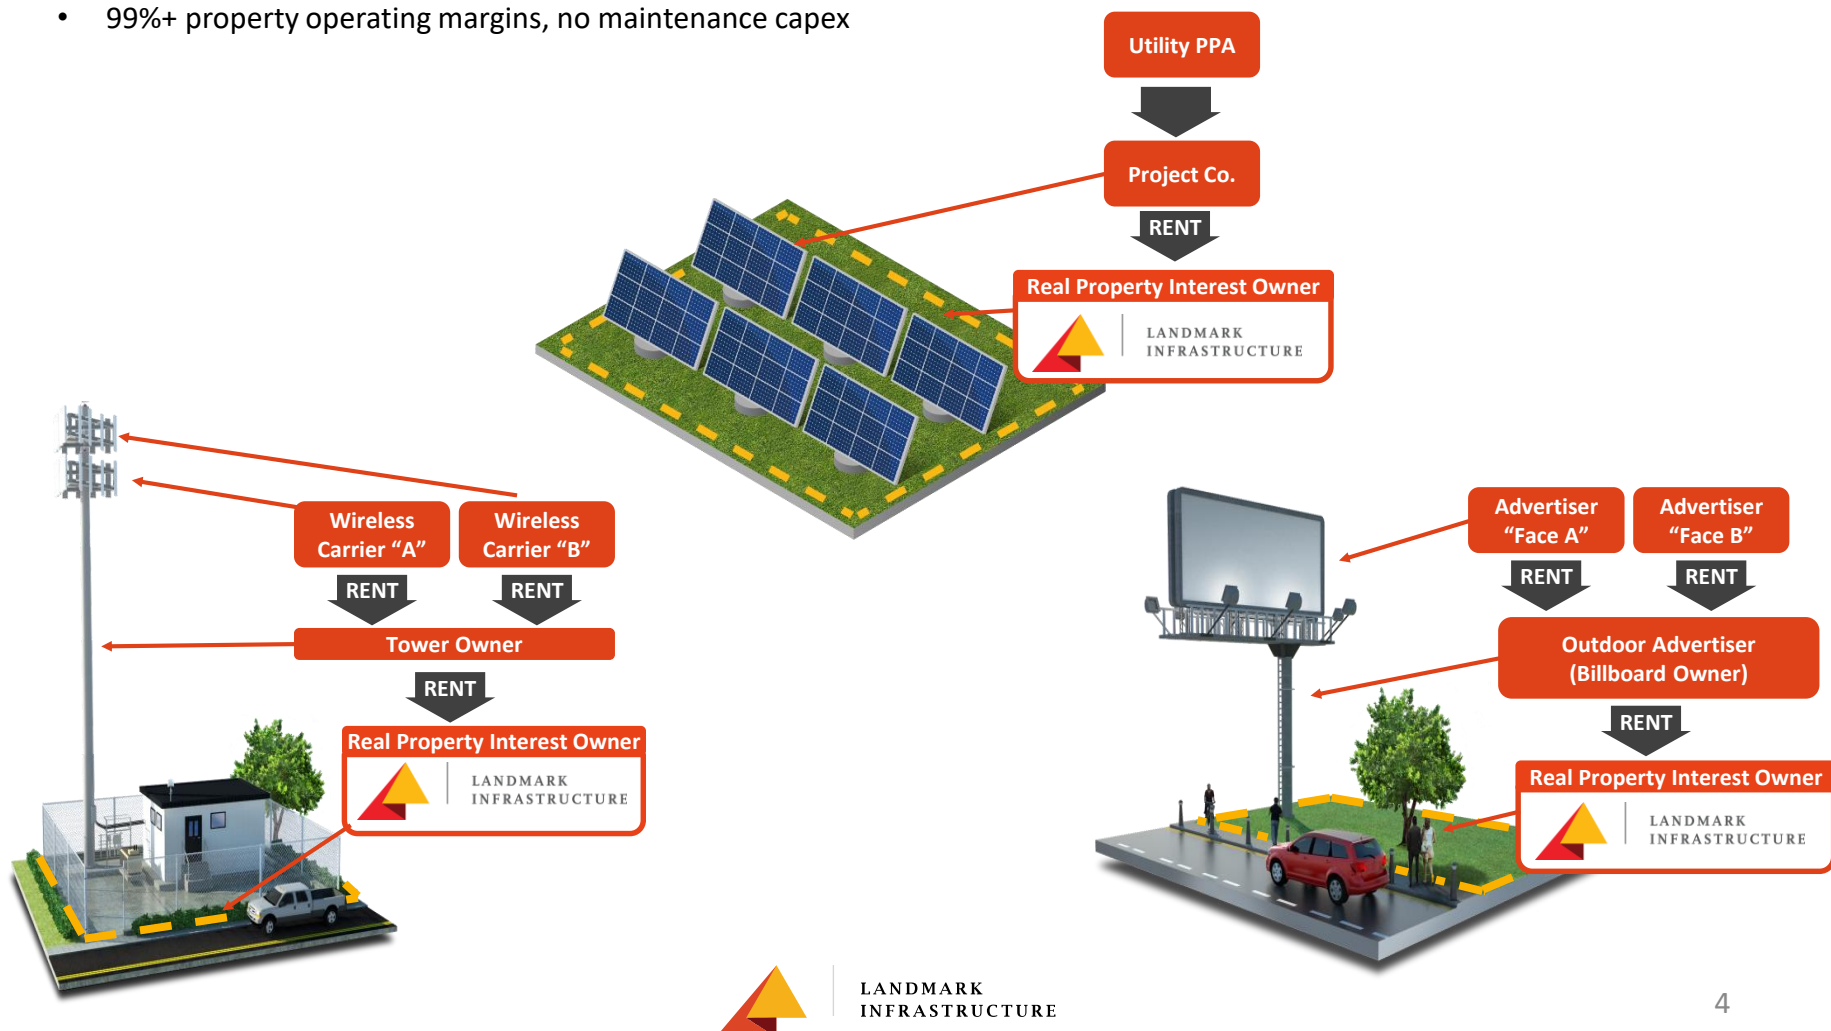 • 99%+ property operating margins, no maintenance capex
Utility PPA
Project Co.
RENT
Real Property Interest Owner
LANDMARK
INFRASTRUCTURE
Wireless
Carrier “A”
Wireless
Carrier “B”
RENT
RENT
Tower Owner
RENT
Real Property Interest Owner
LANDMARK
INFRASTRUCTURE
Advertiser
“Face A”
Advertiser
“Face B”
RENT
RENT
Outdoor Advertiser
(Billboard Owner)
RENT
Real Property Interest Owner
LANDMARK
INFRASTRUCTURE
LANDMARK
INFRASTRUCTURE
4